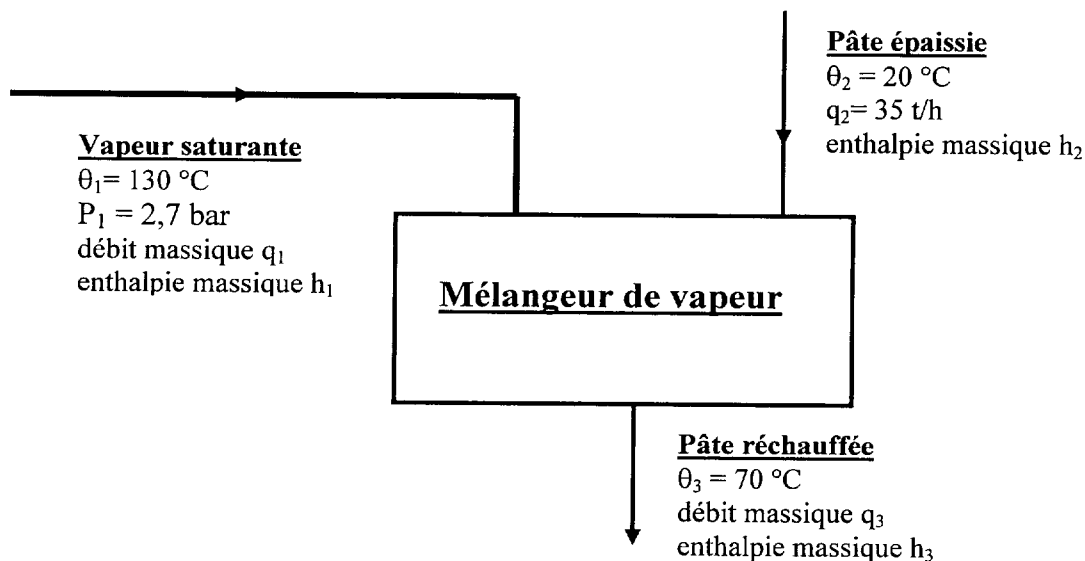 Pâte épaissie
θ₂ = 20 °C
q₂= 35 t/h
enthalpie massique h₂
Vapeur saturante
θ₁= 130 °C
P₁ = 2,7 bar
débit massique q₁
enthalpie massique h₁
Mélangeur de vapeur
Pâte réchauffée
θ₃ = 70 °C
débit massique q₃
enthalpie massique h₃